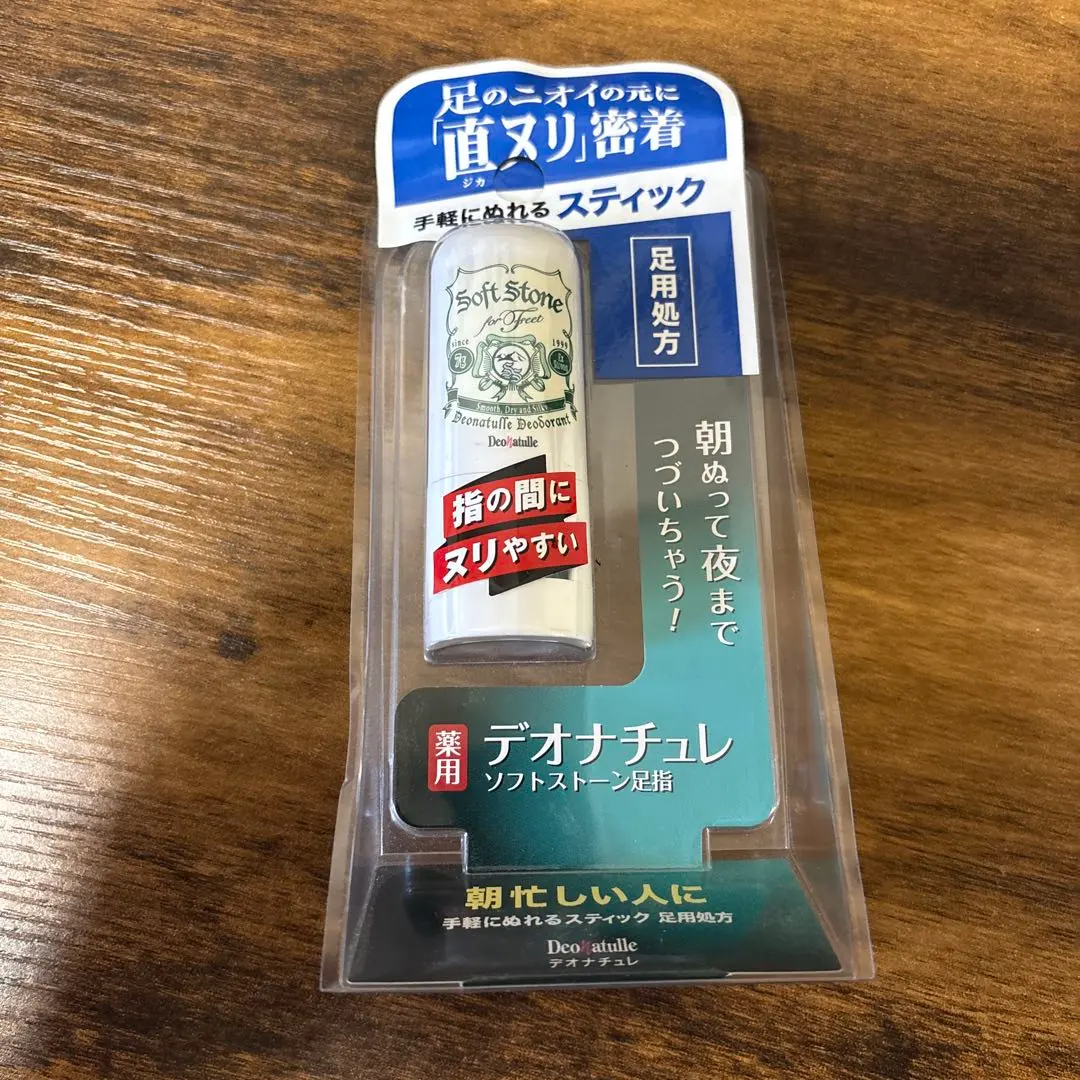 足のニオイの元に
「直ヌリ」密着
ジカ
手軽にぬれる スティック
足用処方
Soft Stone
for Freet
since 1999
Smooth, Dry and Silky
Deonatulle Deodorant
DeoNatulle
指の間に
ヌリやすい
朝ぬって夜まで
つづいちゃう!
薬用
デオナチュレ
ソフトストーン足指
朝忙しい人に
手軽にぬれるスティック 足用処方
DeoNatulle
デオナチュレ